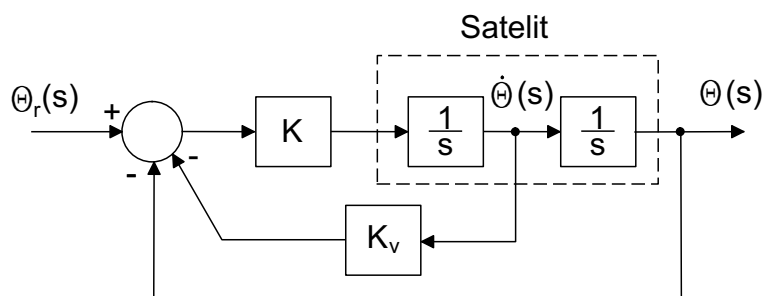 Satelit
Θr(s)
+
-
-
K
1
s
Θ̇(s)
1
s
Θ(s)
Kv